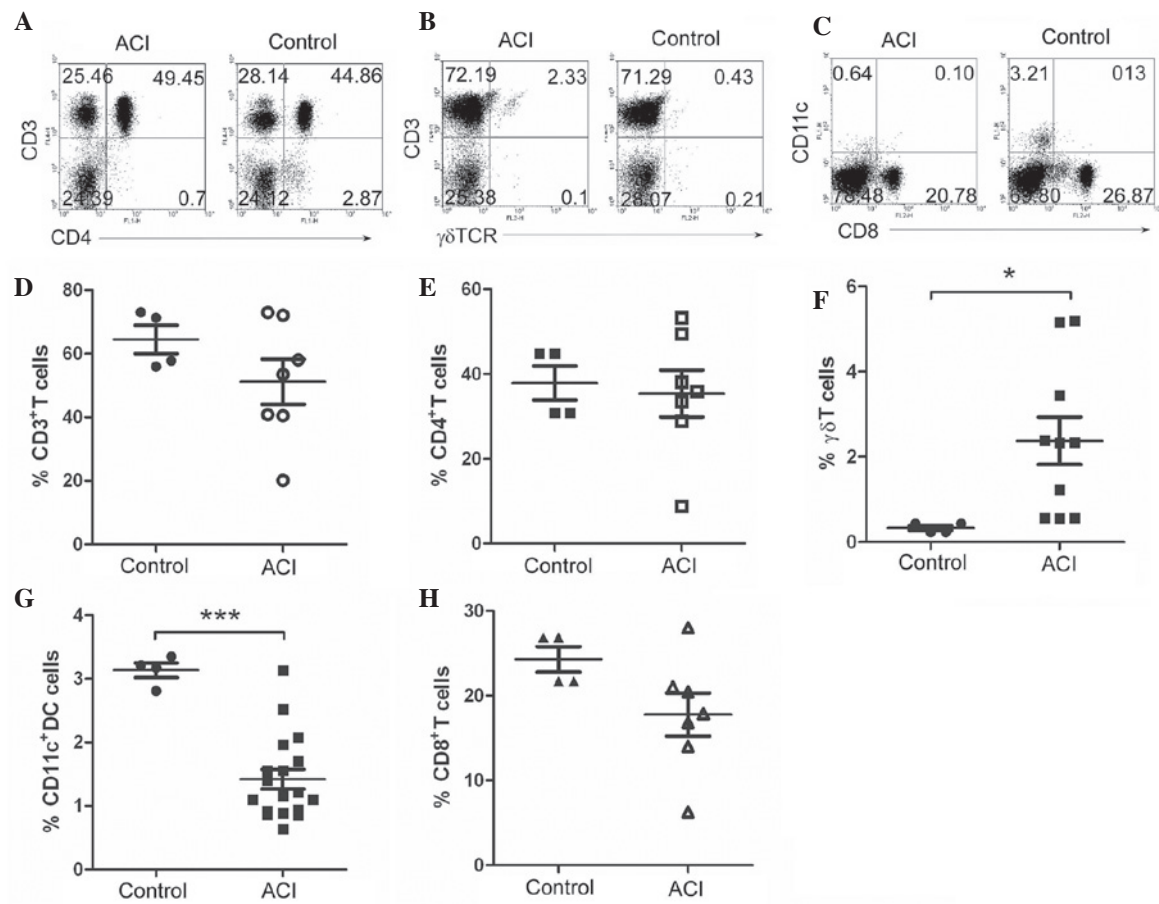 A
B
C
ACI
Control
ACI
Control
ACI
Control
25.46
49.45
28.14
44.86
72.19
2.33
71.29
0.43
0.64
0.10
3.21
013
CD3
CD3
CD11c
24.39
0.7
24.12
2.87
25.38
0.1
28.07
0.21
78.48
20.78
26.87
CD4
γδTCR
CD8
D
E
F
80
60
40
20
0
% CD3+T cells
Control
ACI
60
40
20
0
% CD4+T cells
Control
ACI
6
4
2
0
% γδT cells
*
Control
ACI
G
H
4
3
2
1
0
% CD11c+DC cells
***
Control
ACI
30
20
10
0
% CD8+T cells
Control
ACI